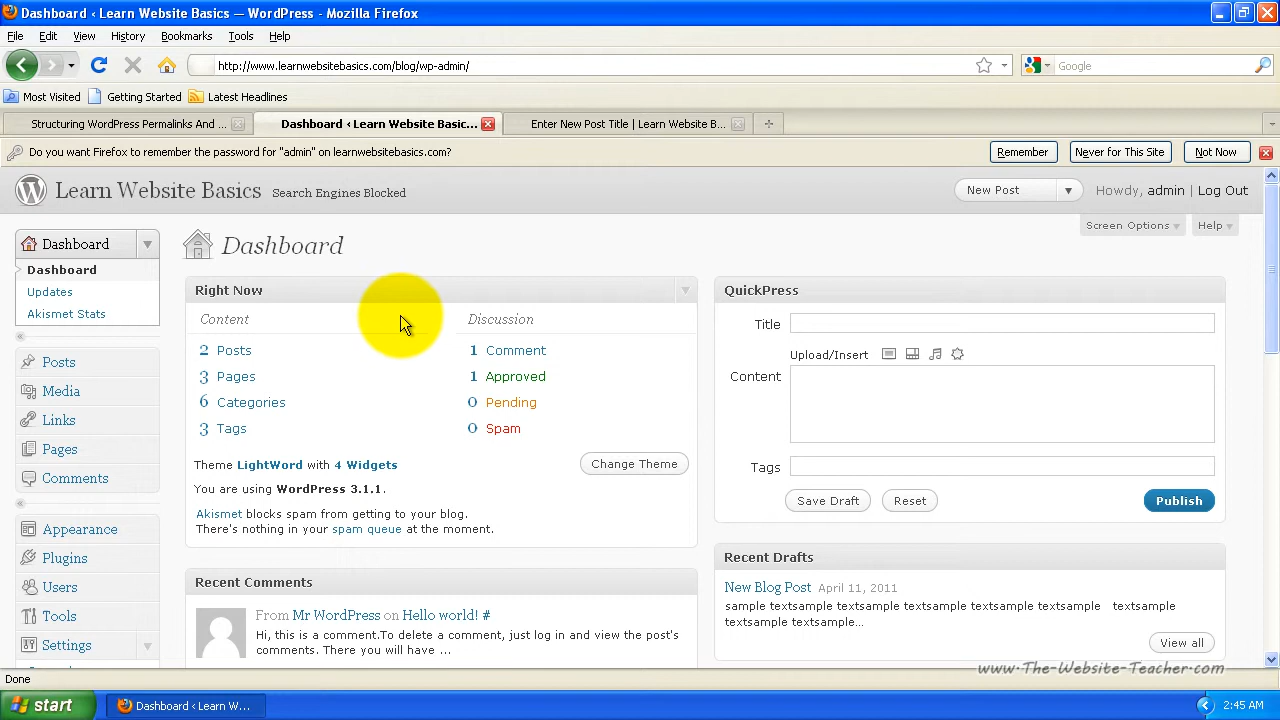 Dashboard ‹ Learn Website Basics — WordPress - Mozilla Firefox
File Edit View History Bookmarks Tools Help
http://www.learnwebsitebasics.com/blog/wp-admin/
Google
Most Visited Getting Started Latest Headlines
Structuring WordPress Permalinks And ...
Dashboard ‹ Learn Website Basic...
Enter New Post Title | Learn Website B...
Do you want Firefox to remember the password for "admin" on learnwebsitebasics.com?
Remember
Never for This Site
Not Now
Learn Website Basics
Search Engines Blocked
New Post
Howdy, admin | Log Out
Screen Options
Help
Dashboard
Dashboard
Updates
Akismet Stats
Posts
Media
Links
Pages
Comments
Appearance
Plugins
Users
Tools
Settings
Dashboard
Right Now
Content
2 Posts
3 Pages
6 Categories
3 Tags
Discussion
1 Comment
1 Approved
0 Pending
0 Spam
Theme LightWord with 4 Widgets
Change Theme
You are using WordPress 3.1.1.
Akismet blocks spam from getting to your blog.
There's nothing in your spam queue at the moment.
Recent Comments
From Mr WordPress on Hello world! #
Hi, this is a comment.To delete a comment, just log in and view the post's
comments. There you will have ...
QuickPress
Title
Upload/Insert
Content
Tags
Save Draft
Reset
Publish
Recent Drafts
New Blog Post April 11, 2011
sample textsample textsample textsample textsample textsample textsample
textsample textsample...
View all
www.The-Website-Teacher.com
Done
start
Dashboard ‹ Learn W...
2:45 AM